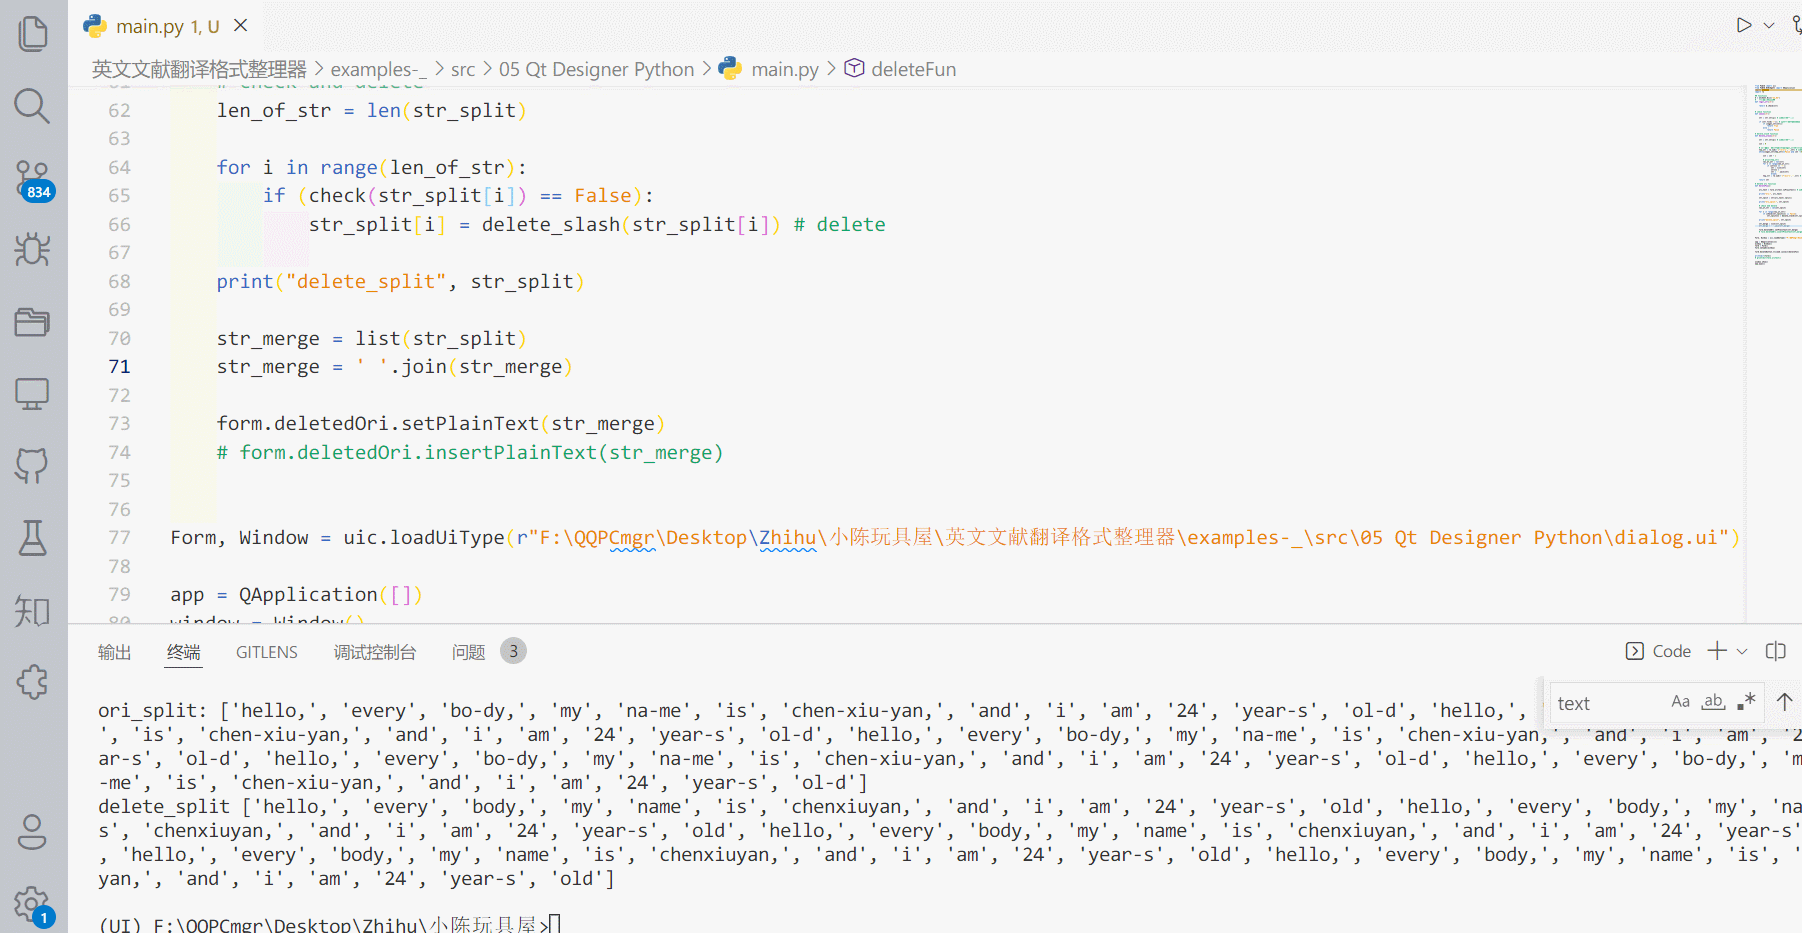 main.py 1, U
英文文献翻译格式整理器 > examples-_ > src > 05 Qt Designer Python > main.py > deleteFun
61 # check and delete
62 len_of_str = len(str_split)
63
64 for i in range(len_of_str):
65 if (check(str_split[i]) == False):
66 str_split[i] = delete_slash(str_split[i]) # delete
67
68 print("delete_split", str_split)
69
70 str_merge = list(str_split)
71 str_merge = ' '.join(str_merge)
72
73 form.deletedOri.setPlainText(str_merge)
74 # form.deletedOri.insertPlainText(str_merge)
75
76
77 Form, Window = uic.loadUiType(r"F:\QQPCmgr\Desktop\Zhihu\小陈玩具屋\英文文献翻译格式整理器\examples-_\src\05 Qt Designer Python\dialog.ui")
78
79 app = QApplication([])
80 window = Window()
834
知
1
输出 终端 GITLENS 调试控制台 问题 3
Code
text Aa ab .*
ori_split: ['hello,', 'every', 'bo-dy,', 'my', 'na-me', 'is', 'chen-xiu-yan,', 'and', 'i', 'am', '24', 'year-s', 'ol-d', 'hello,',
', 'is', 'chen-xiu-yan,', 'and', 'i', 'am', '24', 'year-s', 'ol-d', 'hello,', 'every', 'bo-dy,', 'my', 'na-me', 'is', 'chen-xiu-yan,', 'and', 'i', 'am', '2
ar-s', 'ol-d', 'hello,', 'every', 'bo-dy,', 'my', 'na-me', 'is', 'chen-xiu-yan,', 'and', 'i', 'am', '24', 'year-s', 'ol-d', 'hello,', 'every', 'bo-dy,', 'm
-me', 'is', 'chen-xiu-yan,', 'and', 'i', 'am', '24', 'year-s', 'ol-d']
delete_split ['hello,', 'every', 'body,', 'my', 'name', 'is', 'chenxiuyan,', 'and', 'i', 'am', '24', 'year-s', 'old', 'hello,', 'every', 'body,', 'my', 'na
s', 'chenxiuyan,', 'and', 'i', 'am', '24', 'year-s', 'old', 'hello,', 'every', 'body,', 'my', 'name', 'is', 'chenxiuyan,', 'and', 'i', 'am', '24', 'year-s'
, 'hello,', 'every', 'body,', 'my', 'name', 'is', 'chenxiuyan,', 'and', 'i', 'am', '24', 'year-s', 'old', 'hello,', 'every', 'body,', 'my', 'name', 'is', '
yan,', 'and', 'i', 'am', '24', 'year-s', 'old']
(UI) F:\QQPCmgr\Desktop\Zhihu\小陈玩具屋>